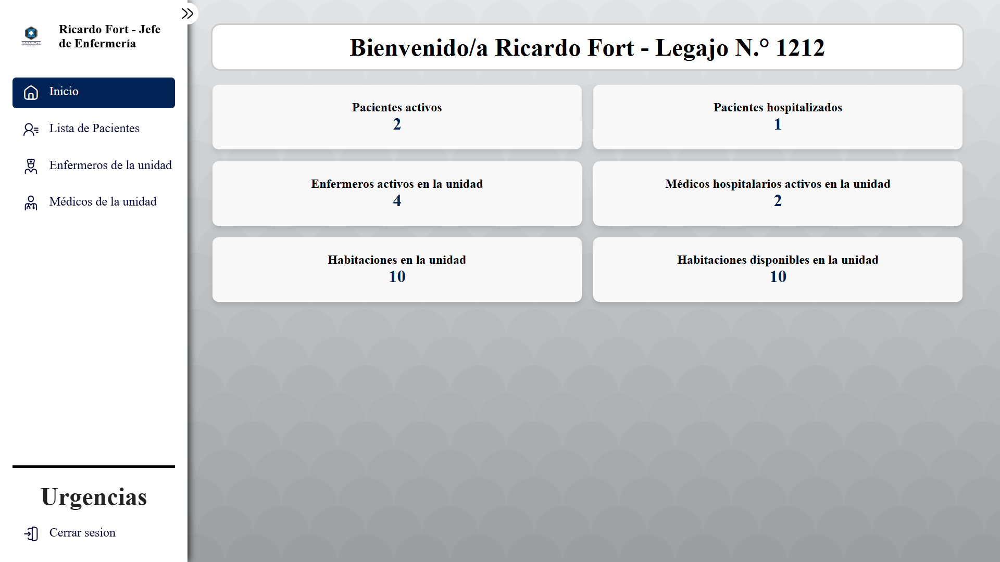 Ricardo Fort - Jefe
de Enfermería
Inicio
Lista de Pacientes
Enfermeros de la unidad
Médicos de la unidad
Urgencias
Cerrar sesion
Bienvenido/a Ricardo Fort - Legajo N.° 1212
Pacientes activos
2
Pacientes hospitalizados
1
Enfermeros activos en la unidad
4
Médicos hospitalarios activos en la unidad
2
Habitaciones en la unidad
10
Habitaciones disponibles en la unidad
10